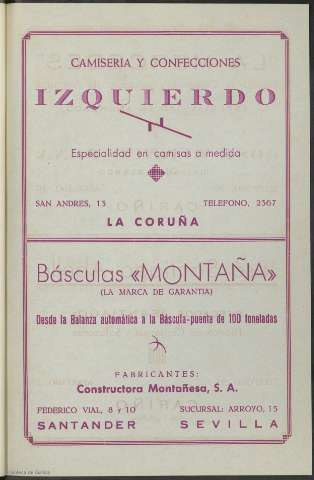 CAMISERIA Y CONFECCIONES
IZQUIERDO
Especialidad en camisas a medida
SAN ANDRES, 13 TELEFONO, 2367
LA CORUÑA
Básculas «MONTAÑA»
(LA MARCA DE GARANTIA)
Desde la Balanza automática a la Báscula-puente de 100 toneladas
FABRICANTES:
Constructora Montañesa, S. A.
FEDERICO VIAL, 8 y 10 SUCURSAL: ARROYO, 15
SANTANDER SEVILLA